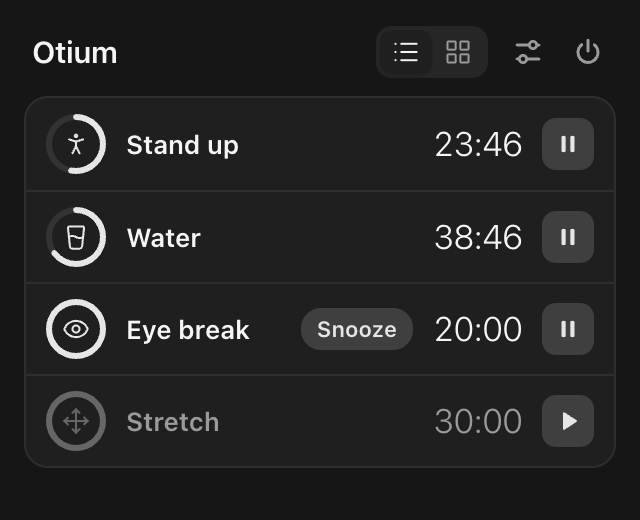 Otium
Stand up 23:46
Water 38:46
Eye break Snooze 20:00
Stretch 30:00